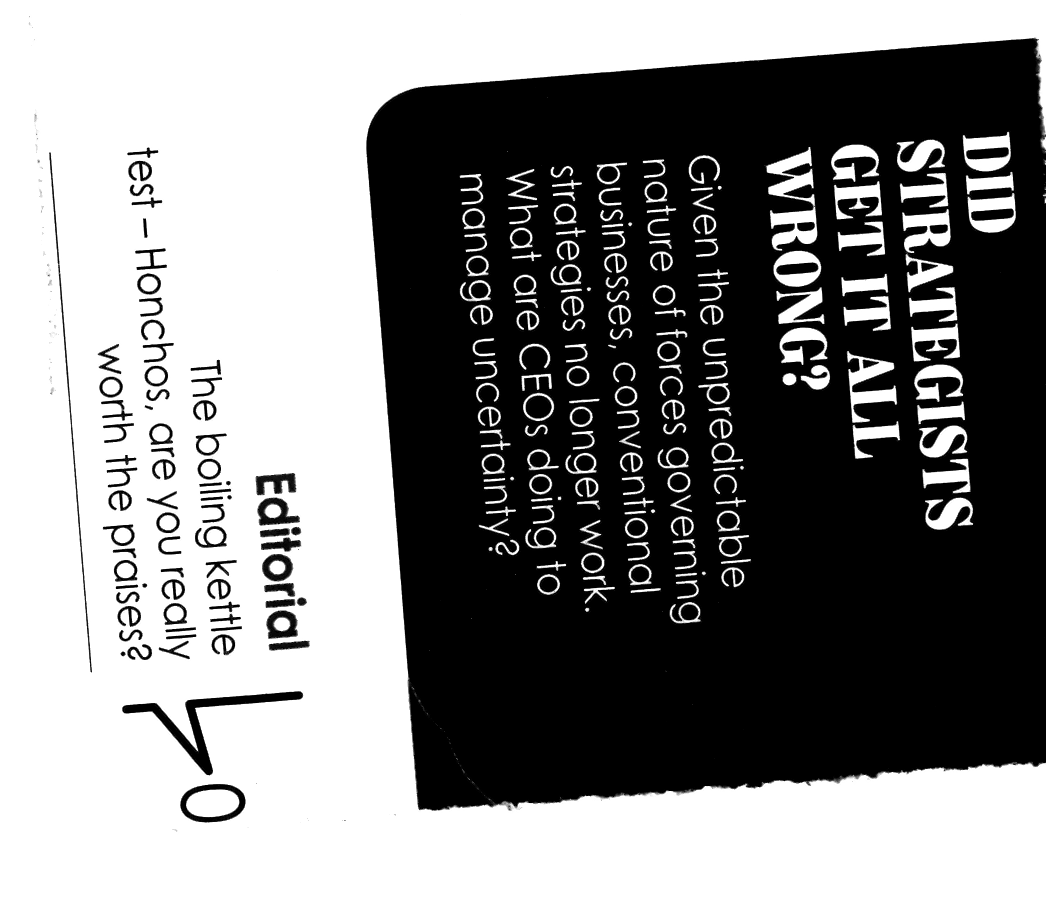 DID
STRATEGISTS
GET IT ALL
WRONG?
Given the unpredictable
nature of forces governing
businesses, conventional
strategies no longer work.
What are CEOs doing to
manage uncertainty?
Editorial
The boiling kettle
test – Honchos, are you really
worth the praises?
0